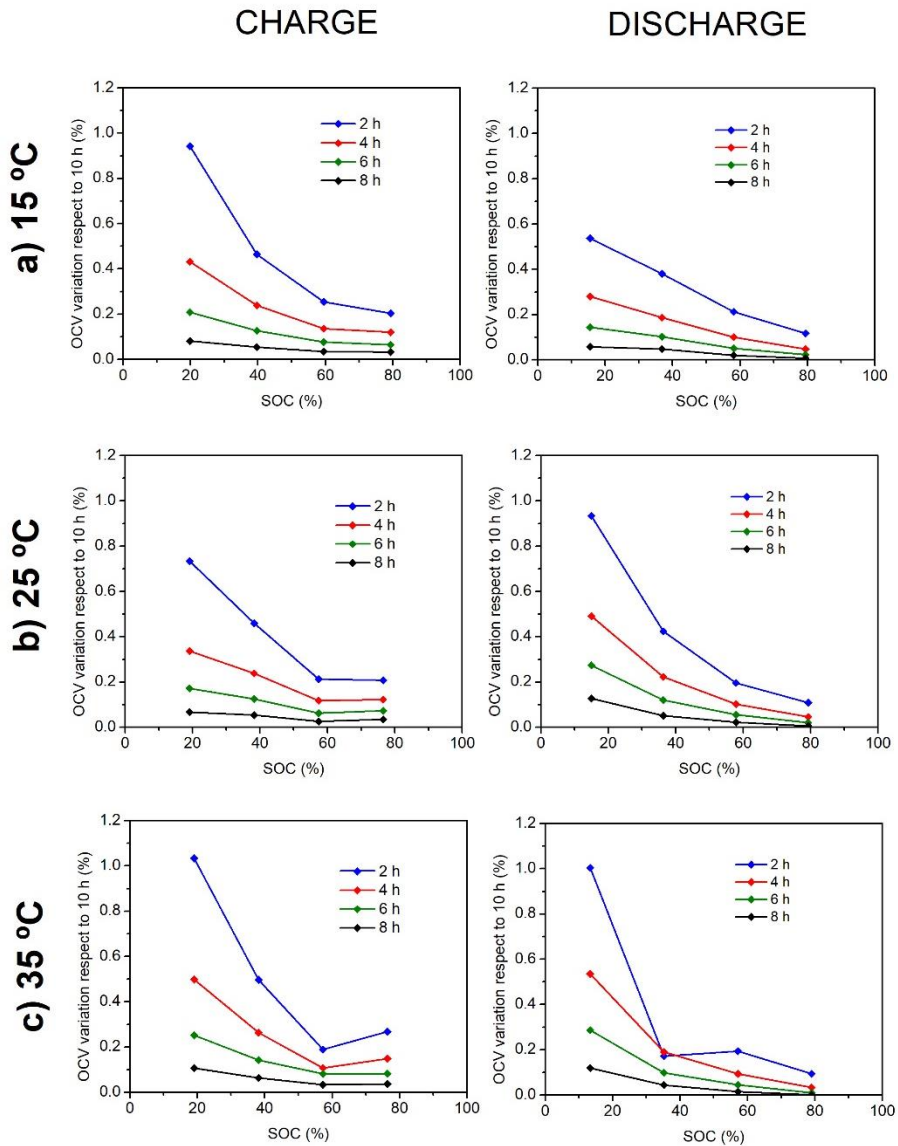 CHARGE DISCHARGE
a) 15 ºC
OCV variation respect to 10 h (%)
1.2
1.0
0.8
0.6
0.4
0.2
0.0
2 h
4 h
6 h
8 h
0 20 40 60 80 100
SOC (%)
OCV variation respect to 10 h (%)
1.2
1.0
0.8
0.6
0.4
0.2
0.0
2 h
4 h
6 h
8 h
0 20 40 60 80 100
SOC (%)
b) 25 ºC
OCV variation respect to 10 h (%)
1.2
1.0
0.8
0.6
0.4
0.2
0.0
2 h
4 h
6 h
8 h
0 20 40 60 80 100
SOC (%)
OCV variation respect to 10 h (%)
1.2
1.0
0.8
0.6
0.4
0.2
0.0
2 h
4 h
6 h
8 h
0 20 40 60 80 100
SOC (%)
c) 35 ºC
OCV variation respect to 10 h (%)
1.2
1.0
0.8
0.6
0.4
0.2
0.0
2 h
4 h
6 h
8 h
0 20 40 60 80 100
SOC (%)
OCV variation respect to 10 h (%)
1.2
1.0
0.8
0.6
0.4
0.2
0.0
2 h
4 h
6 h
8 h
0 20 40 60 80 100
SOC (%)